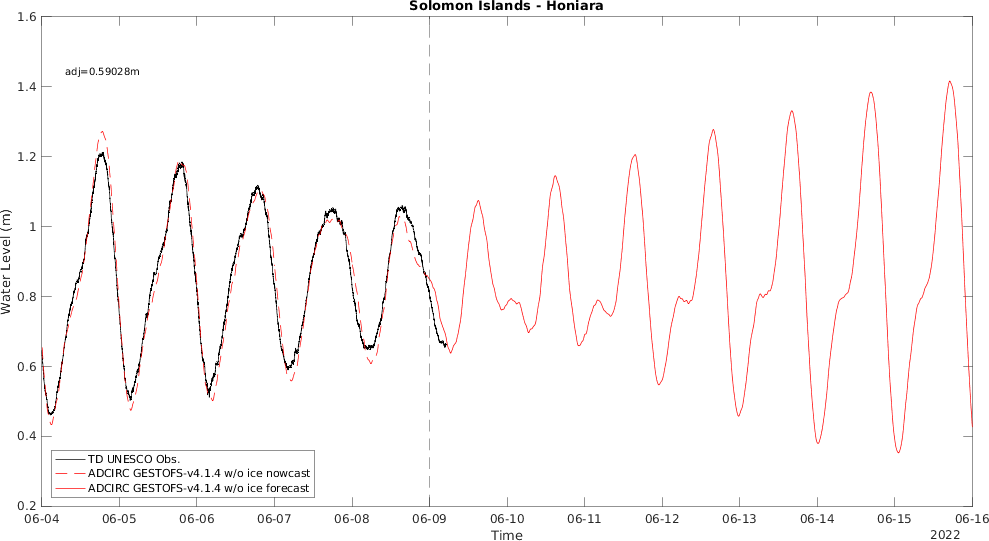 Solomon Islands - Honiara
1.6
1.4
1.2
1
0.8
0.6
0.4
0.2
Water Level (m)
adj=0.59028m
TD UNESCO Obs.
ADCIRC GESTOFS-v4.1.4 w/o ice nowcast
ADCIRC GESTOFS-v4.1.4 w/o ice forecast
06-04 06-05 06-06 06-07 06-08 06-09 06-10 06-11 06-12 06-13 06-14 06-15 06-16
Time
2022